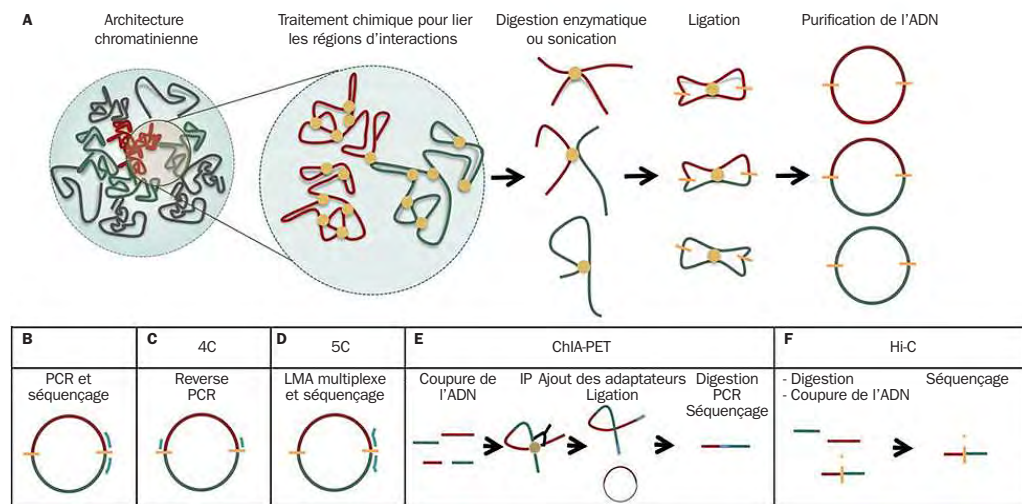 A
Architecture
chromatinienne
Traitement chimique pour lier
les régions d’interactions
Digestion enzymatique
ou sonication
Ligation
Purification de l’ADN
B
PCR et
séquençage
C
4C
Reverse
PCR
D
5C
LMA multiplexe
et séquençage
E
ChIA-PET
Coupure de
l’ADN
IP Ajout des adaptateurs
Ligation
Digestion
PCR
Séquençage
F
Hi-C
- Digestion
- Coupure de l’ADN
Séquençage